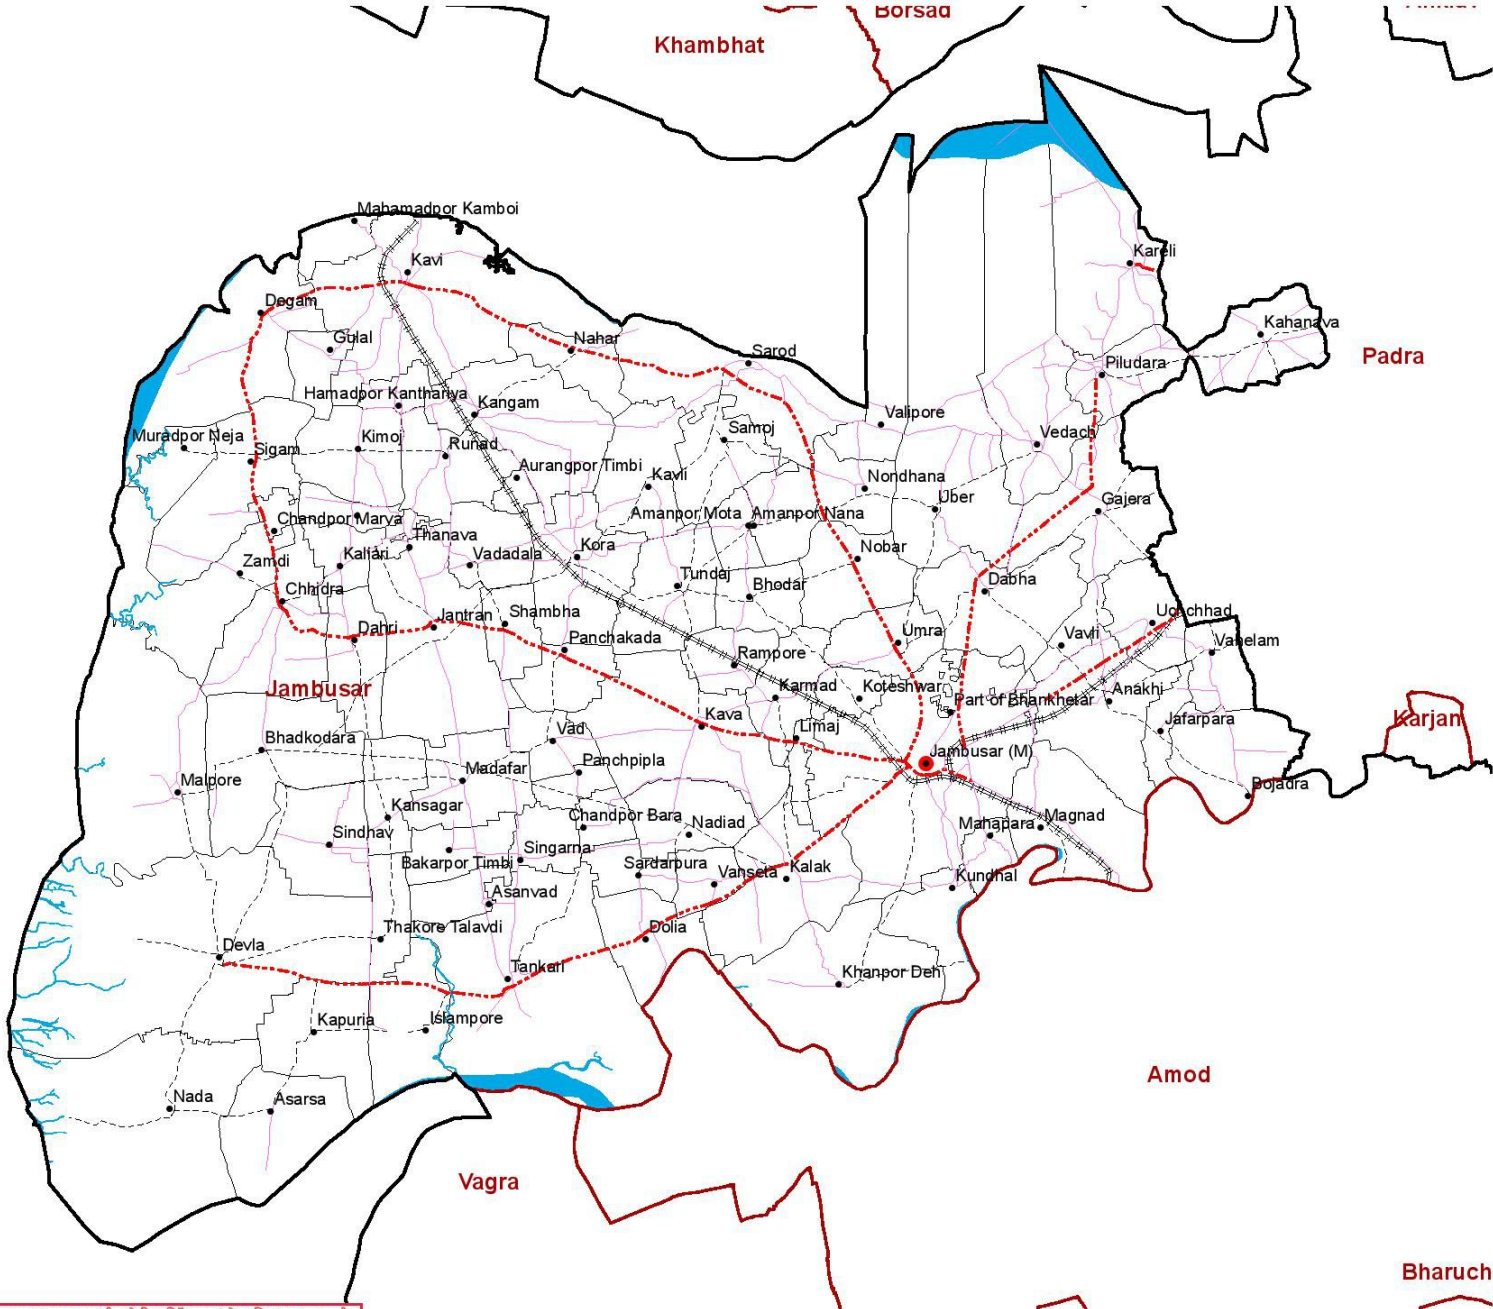 Borsad
Khambhat
Mahamadpor Kamboi
Kavi
Kareli
Degam
Kahanava
Gulal
Nahar
Sarod
Padra
Piludara
Hamadpor Kanthariya
Kangam
Valipore
Samoj
Vedach
Muradpor Neja
Kimoj
Runad
Sigam
Aurangpor Timbi
Kavli
Nondhana
Uber
Gajera
Chandpor Marva
Amanpor Mota
Amanpor Nana
Thanava
Kora
Nobar
Zamdi
Kaliari
Vadadala
Tundaj
Bhodar
Dabha
Chhidra
Jantran
Shambha
Uchchhad
Dahri
Panchakada
Umra
Vavli
Vahelam
Rampore
Jambusar
Karmad
Koteshwar
Part of Bhankhetar
Anakhi
Kava
Limaj
Jafarpara
Karjan
Bhadkodara
Vad
Jambusar (M)
Malpore
Madafar
Panchpipla
Bojadra
Kansagar
Chandpor Bara
Nadiad
Mahapara
Magnad
Sindhav
Bakarpor Timbi
Singarna
Sardarpura
Vanseta
Kalak
Kundhal
Asanvad
Thakore Talavdi
Dolia
Devla
Tankari
Khanpor Deh
Kapuria
Islampore
Amod
Nada
Asarsa
Vagra
Bharuch